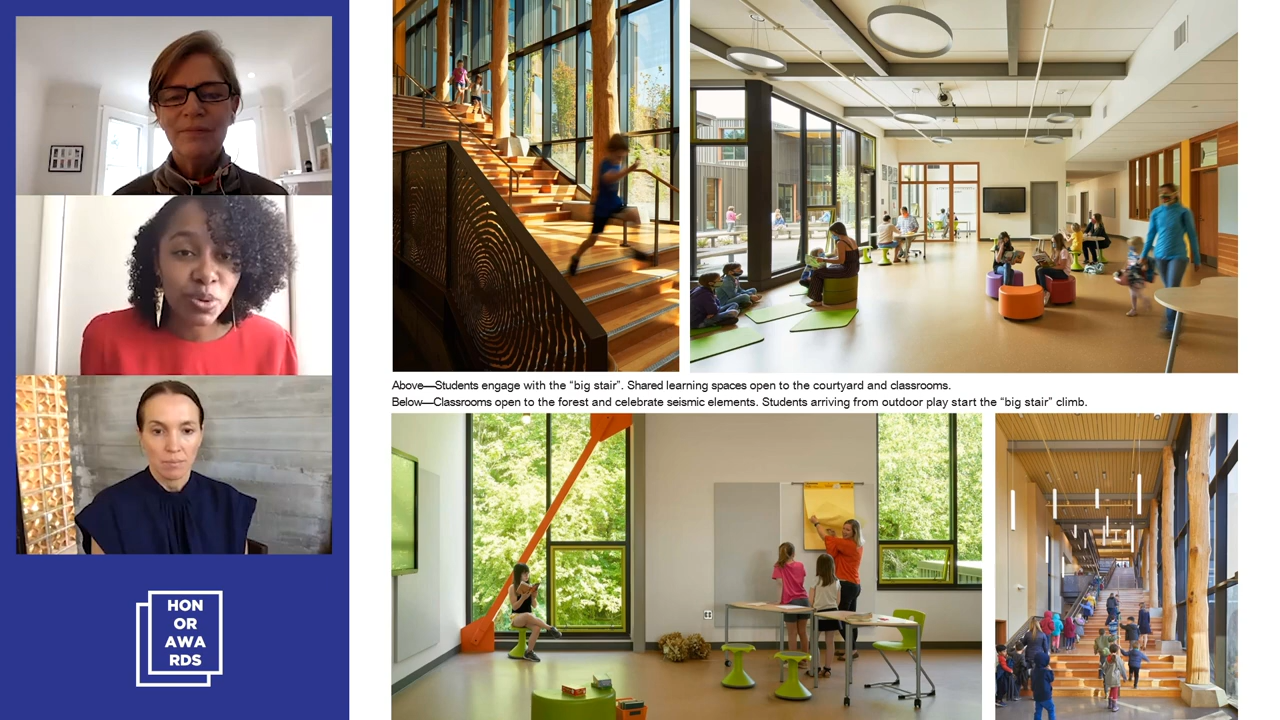 Above—Students engage with the “big stair”. Shared learning spaces open to the courtyard and classrooms.
Below—Classrooms open to the forest and celebrate seismic elements. Students arriving from outdoor play start the “big stair” climb.
HON
OR
AWA
RDS